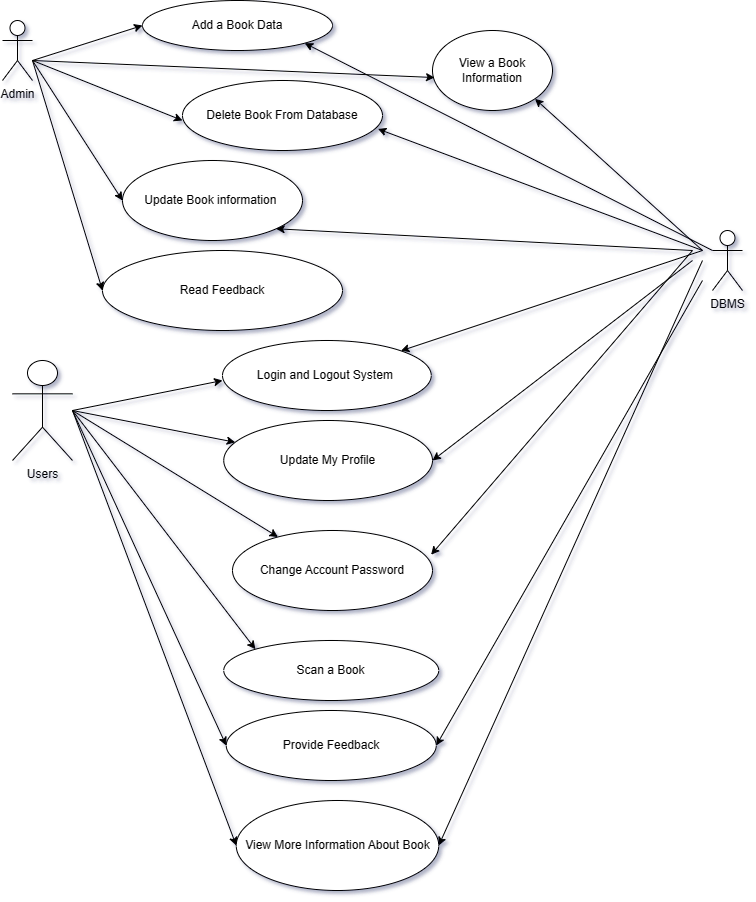 Add a Book Data
View a Book
Information
Admin
Delete Book From Database
Update Book information
Read Feedback
DBMS
Login and Logout System
Update My Profile
Users
Change Account Password
Scan a Book
Provide Feedback
View More Information About Book